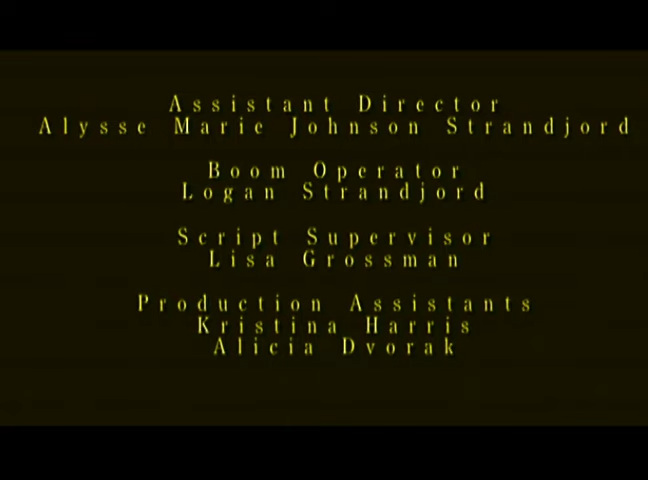 Assistant Director
Alysse Marie Johnson Strandjord
Boom Operator
Logan Strandjord
Script Supervisor
Lisa Grossman
Production Assistants
Kristina Harris
Alicia Dvorak